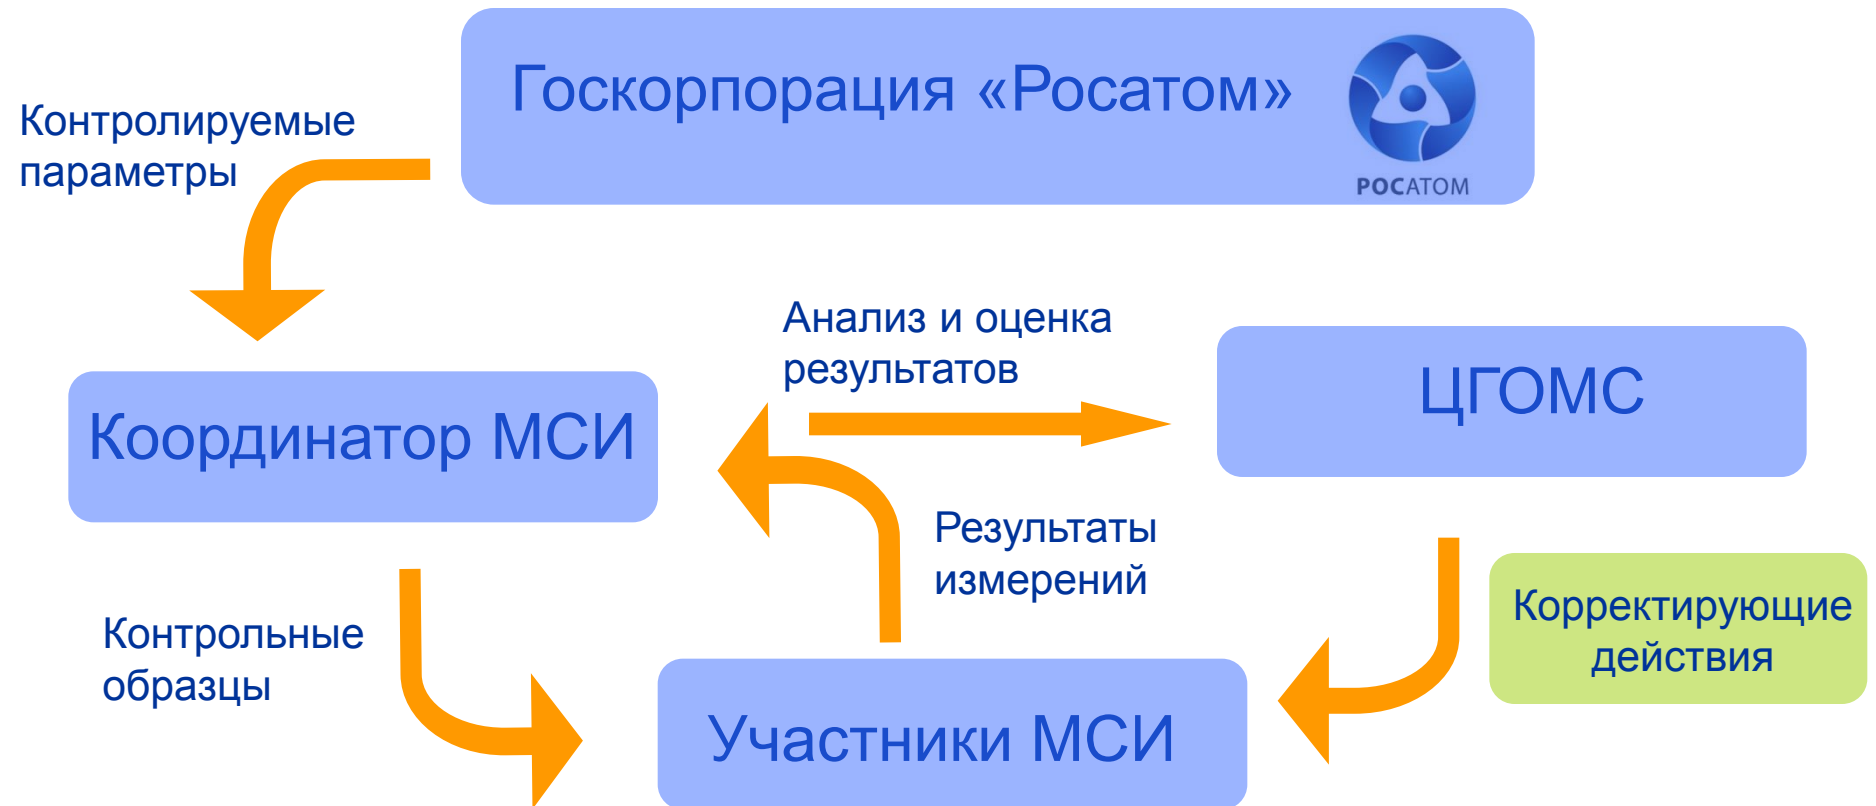 Госкорпорация «Росатом»
РОСАТОМ
Контролируемые
параметры
Анализ и оценка
результатов
ЦГОМС
Координатор МСИ
Результаты
измерений
Корректирующие
действия
Контрольные
образцы
Участники МСИ